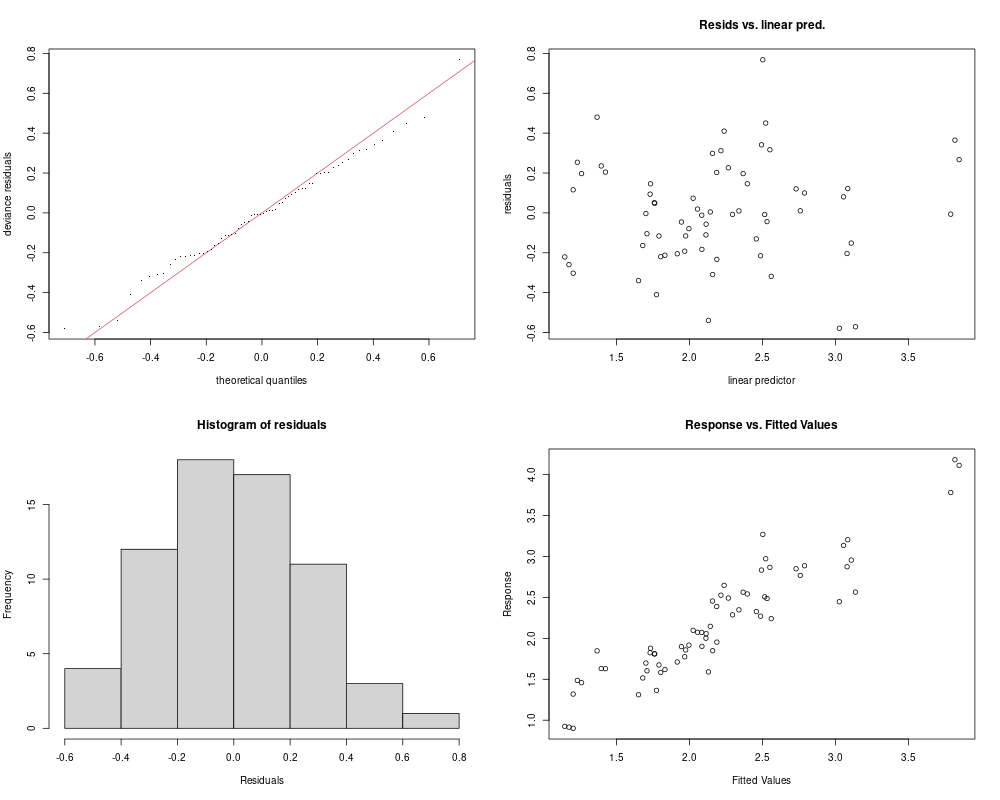 deviance residuals
-0.6 -0.4 -0.2 0.0 0.2 0.4 0.6 0.8
-0.6 -0.4 -0.2 0.0 0.2 0.4 0.6
theoretical quantiles
Resids vs. linear pred.
residuals
-0.6 -0.4 -0.2 0.0 0.2 0.4 0.6 0.8
1.5 2.0 2.5 3.0 3.5
linear predictor
Histogram of residuals
Frequency
0 5 10 15
-0.6 -0.4 -0.2 0.0 0.2 0.4 0.6 0.8
Residuals
Response vs. Fitted Values
Response
1.0 1.5 2.0 2.5 3.0 3.5 4.0
1.5 2.0 2.5 3.0 3.5
Fitted Values